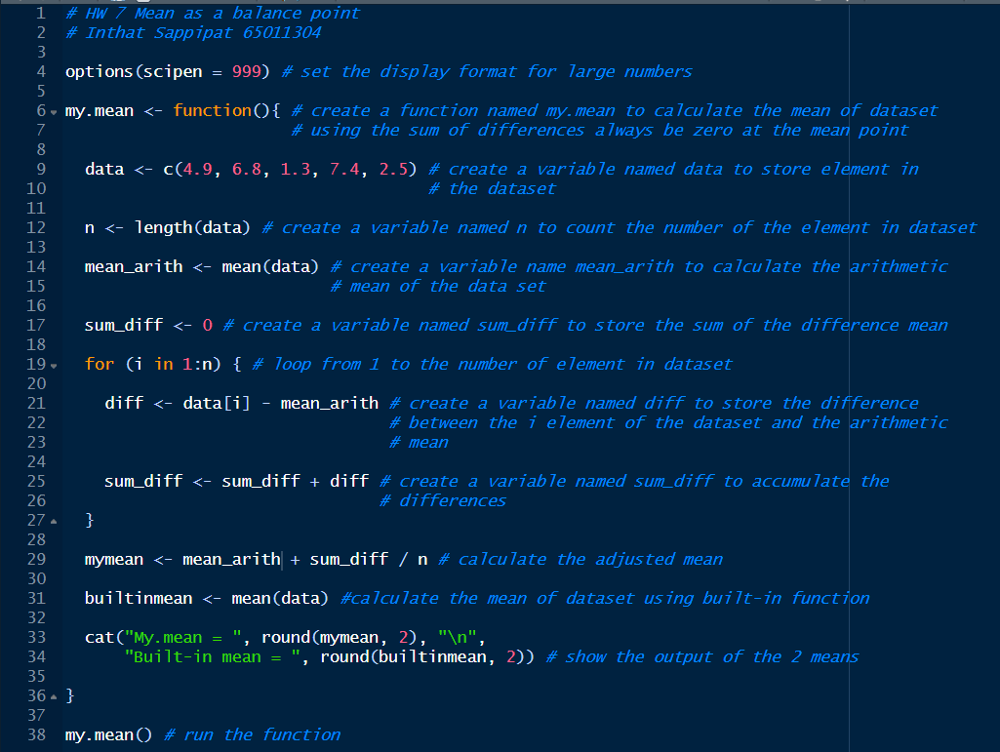 1 # HW 7 Mean as a balance point
2 # Inthat Sappipat 65011304
3
4 options(scipen = 999) # set the display format for large numbers
5
6 my.mean <- function(){ # create a function named my.mean to calculate the mean of dataset
7 # using the sum of differences always be zero at the mean point
8
9 data <- c(4.9, 6.8, 1.3, 7.4, 2.5) # create a variable named data to store element in
10 # the dataset
11
12 n <- length(data) # create a variable named n to count the number of the element in dataset
13
14 mean_arith <- mean(data) # create a variable name mean_arith to calculate the arithmetic
15 # mean of the data set
16
17 sum_diff <- 0 # create a variable named sum_diff to store the sum of the difference mean
18
19 for (i in 1:n) { # loop from 1 to the number of element in dataset
20
21 diff <- data[i] - mean_arith # create a variable named diff to store the difference
22 # between the i element of the dataset and the arithmetic
23 # mean
24
25 sum_diff <- sum_diff + diff # create a variable named sum_diff to accumulate the
26 # differences
27 }
28
29 mymean <- mean_arith + sum_diff / n # calculate the adjusted mean
30
31 builtinmean <- mean(data) #calculate the mean of dataset using built-in function
32
33 cat("My.mean = ", round(mymean, 2), "\n",
34 "Built-in mean = ", round(builtinmean, 2)) # show the output of the 2 means
35
36 }
37
38 my.mean() # run the function